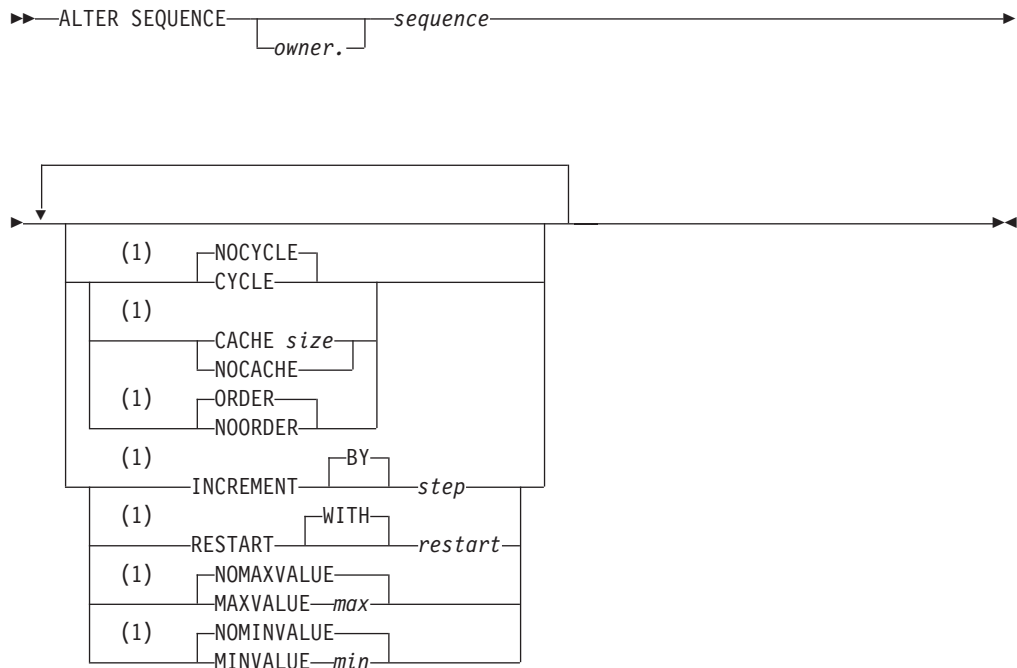 ALTER SEQUENCE sequence
owner.
(1) NOCYCLE
CYCLE
(1)
CACHE size
NOCACHE
(1) ORDER
NOORDER
(1) BY
INCREMENT step
(1) WITH
RESTART restart
(1) NOMAXVALUE
MAXVALUE max
(1) NOMINVALUE
MINVALUE min